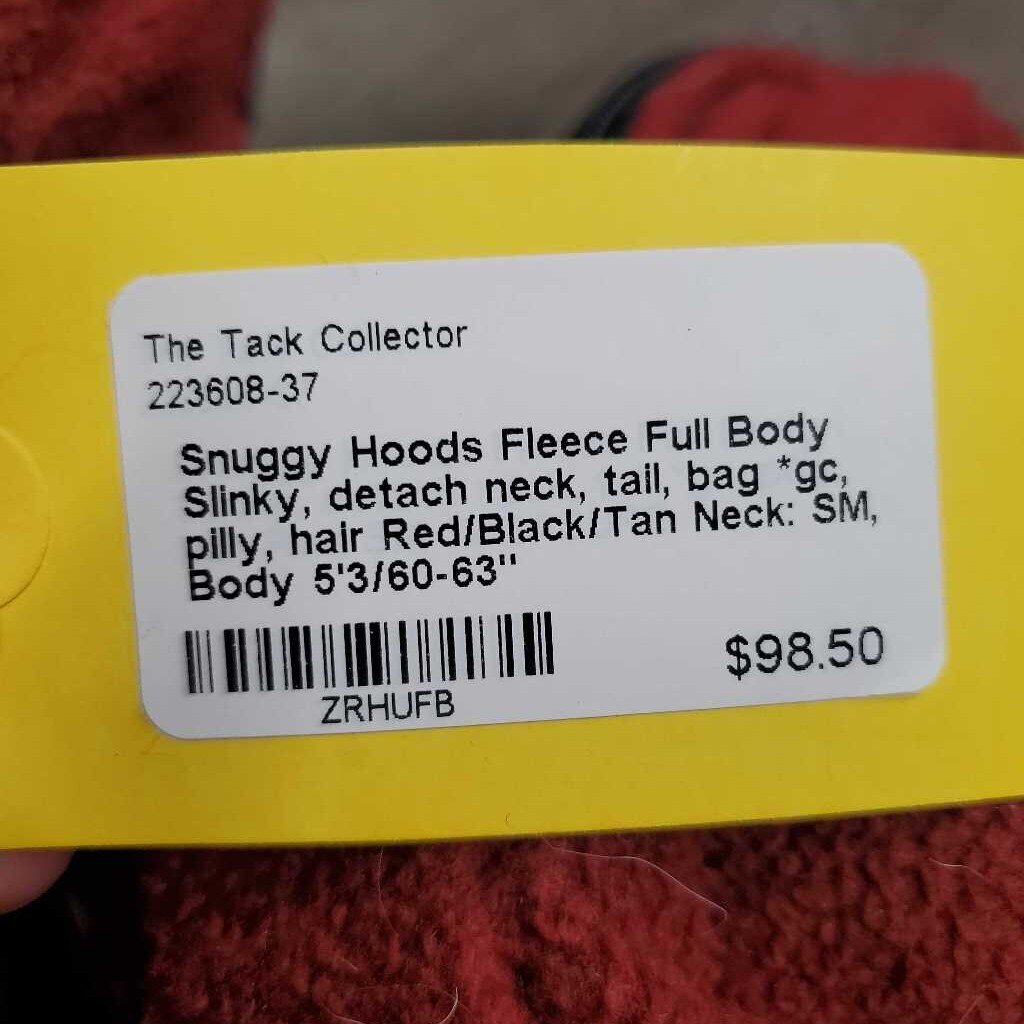 The Tack Collector
223608-37
Snuggy Hoods Fleece Full Body
Slinky, detach neck, tail, bag *gc,
pilly, hair Red/Black/Tan Neck: SM,
Body 5'3/60-63"
ZRHUFB
$98.50